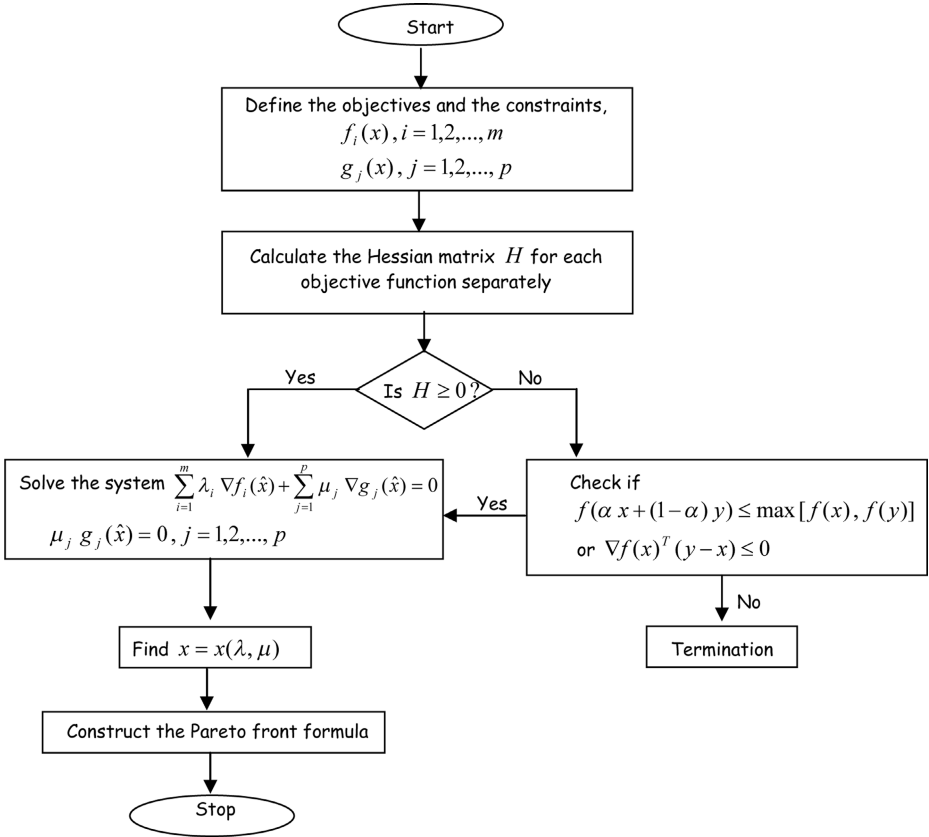 Start
Define the objectives and the constraints,
f_i(x), i = 1,2,..., m
g_j(x), j = 1,2,..., p
Calculate the Hessian matrix H for each
objective function separately
Is H ≥ 0?
Yes
No
Solve the system \sum_{i=1}^{m} λ_i ∇f_i(x̂) + \sum_{j=1}^{p} μ_j ∇g_j(x̂) = 0
μ_j g_j(x̂) = 0, j = 1,2,..., p
Yes
Check if
f(α x + (1−α) y) ≤ max[f(x), f(y)]
or ∇f(x)^T (y−x) ≤ 0
No
Termination
Find x = x(λ, μ)
Construct the Pareto front formula
Stop